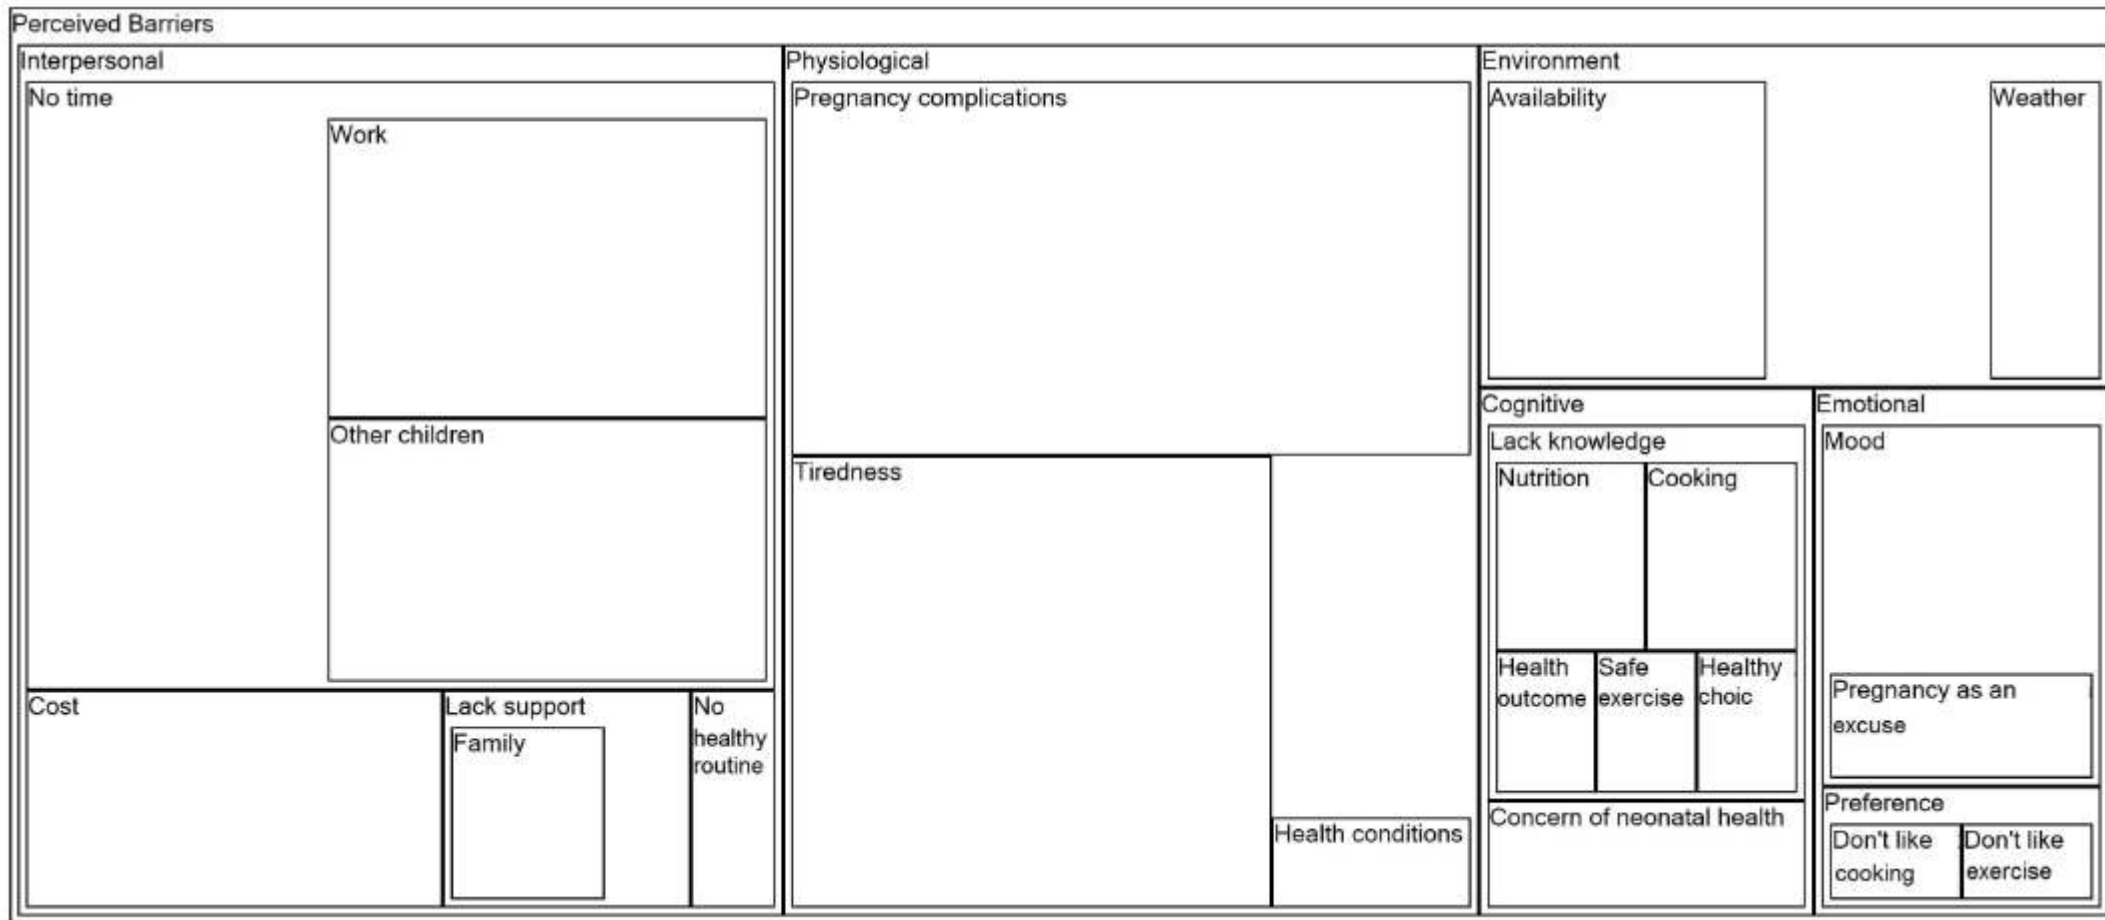 Perceived Barriers
Interpersonal
No time
Work
Other children
Cost
Lack support
Family
No
healthy
routine
Physiological
Pregnancy complications
Tiredness
Health conditions
Environment
Availability
Weather
Cognitive
Lack knowledge
Nutrition
Cooking
Health
outcome
Safe
exercise
Healthy
choic
Concern of neonatal health
Emotional
Mood
Pregnancy as an
excuse
Preference
Don't like
cooking
Don't like
exercise